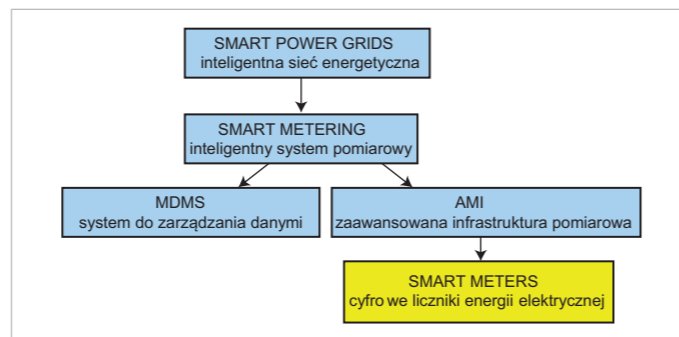 SMART POWER GRIDS
inteligentna sieć energetyczna
SMART METERING
inteligentny system pomiarowy
MDMS
system do zarządzania danymi
AMI
zaawansowana infrastruktura pomiarowa
SMART METERS
cyfro we liczniki energii elektrycznej